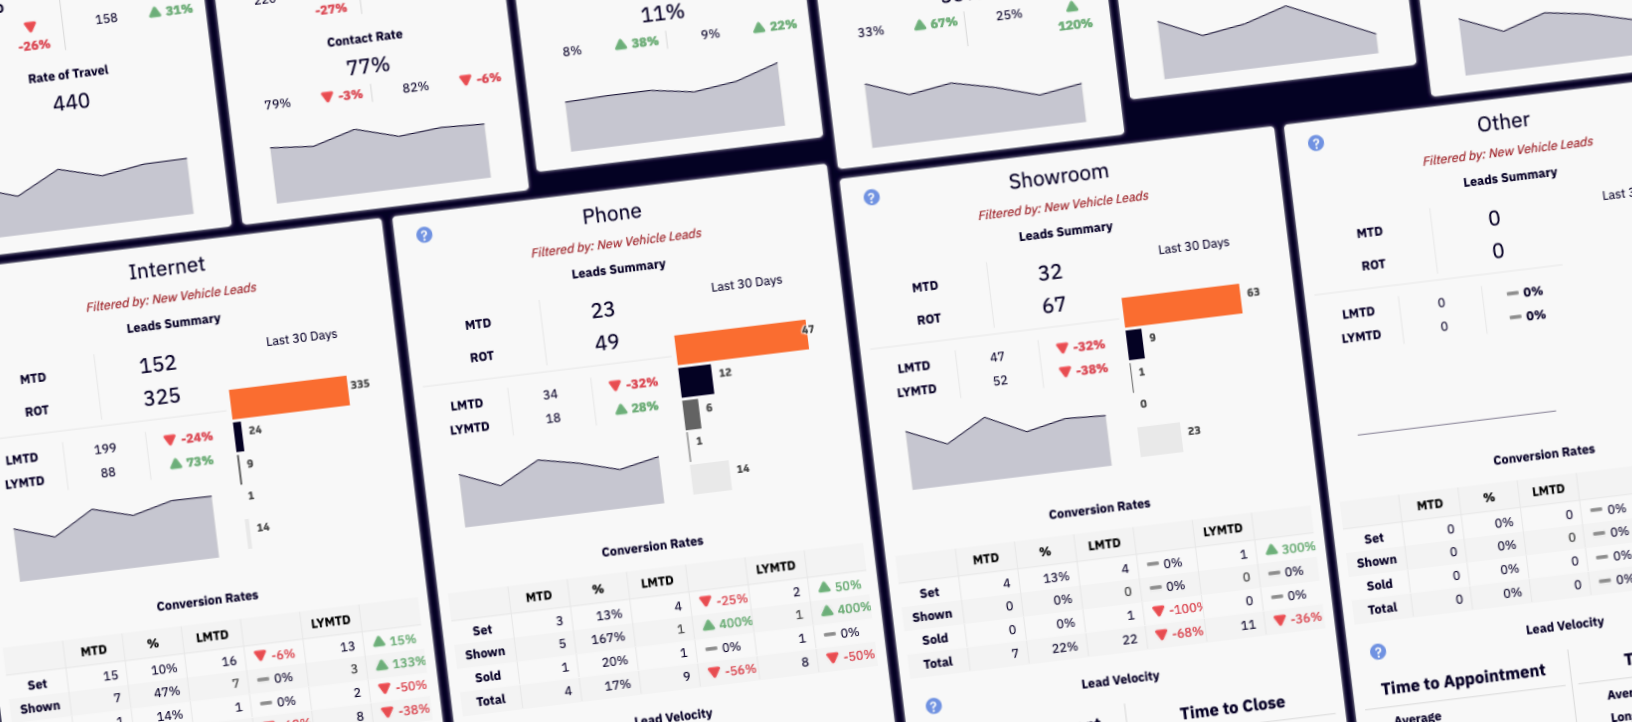 -26%
158
31%
Rate of Travel
440
-27%
Contact Rate
77%
79%
-3%
82%
-6%
11%
8%
38%
9%
22%
33%
67%
25%
120%
Internet
Filtered by: New Vehicle Leads
Leads Summary
Last 30 Days
MTD 152
ROT 325
LMTD 199 -24%
LYMTD 88 73%
335
24
9
1
14
Conversion Rates
MTD % LMTD LYMTD
Set 15 10% 16 -6% 13 15%
Shown 7 47% 7 0% 3 133%
14% 1 0% 2 -50%
8 -38%
?
Phone
Filtered by: New Vehicle Leads
Leads Summary
Last 30 Days
MTD 23
ROT 49
LMTD 34 -32%
LYMTD 18 28%
47
12
6
1
14
Conversion Rates
MTD % LMTD LYMTD
Set 3 13% 4 -25% 2 50%
Shown 5 167% 1 400% 1 400%
Sold 1 20% 1 0% 1 0%
Total 4 17% 9 -56% 8 -50%
Lead Velocity
?
Showroom
Filtered by: New Vehicle Leads
Leads Summary
Last 30 Days
MTD 32
ROT 67
LMTD 47 -32%
LYMTD 52 -38%
63
9
1
0
23
Conversion Rates
MTD % LMTD LYMTD
Set 4 13% 4 0% 1 300%
Shown 0 0% 0 0% 0 0%
Sold 0 0% 1 -100% 0 0%
Total 7 22% 22 -68% 11 -36%
Lead Velocity
?
Time to Close
?
Other
Filtered by: New Vehicle Leads
Leads Summary
Last
MTD 0
ROT 0
LMTD 0 0%
LYMTD 0 0%
Conversion Rates
MTD % LMTD
Set 0 0% 0 0%
Shown 0 0% 0 0%
Sold 0 0% 0 0%
Total 0 0% 0 0%
Lead Velocity
?
Time to Appointment
Average